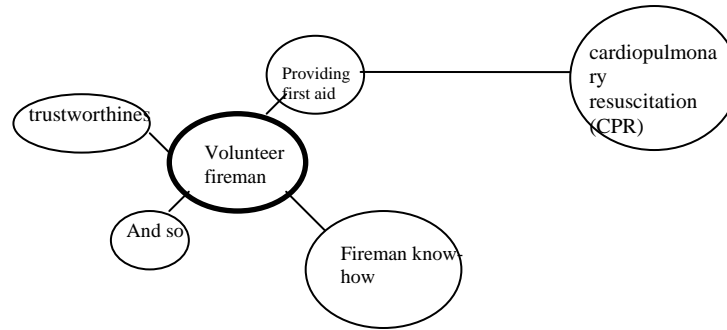 cardiopulmona
ry
resuscitation
(CPR)
Providing
first aid
trustworthines
Volunteer
fireman
And so
Fireman know-
how